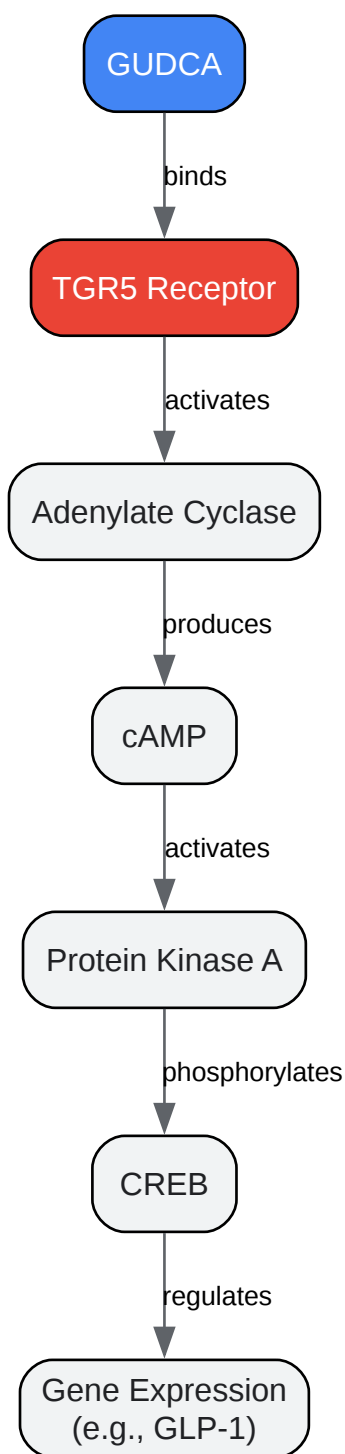 GUDCA
binds
TGR5 Receptor
activates
Adenylate Cyclase
produces
cAMP
activates
Protein Kinase A
phosphorylates
CREB
regulates
Gene Expression
(e.g., GLP-1)